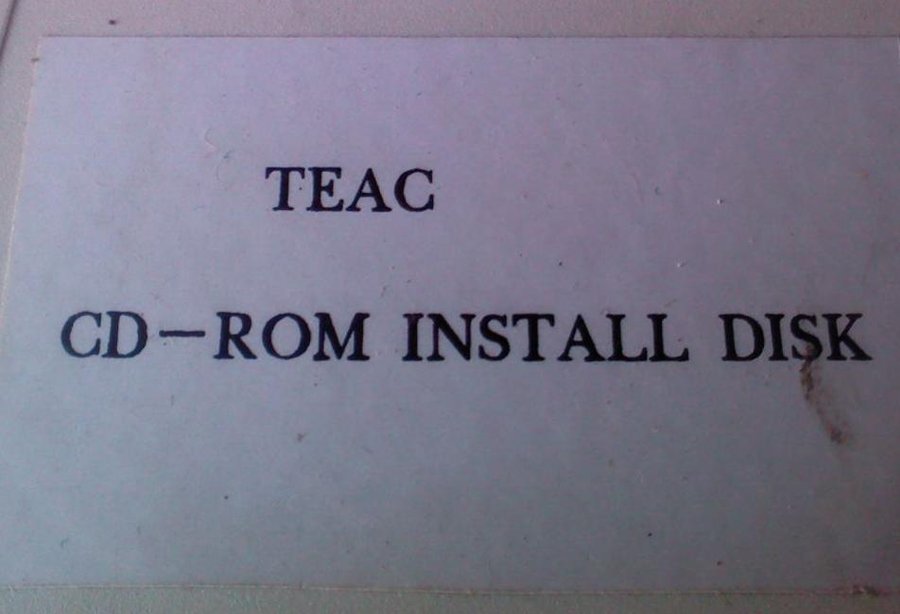 TEAC
CD-ROM INSTALL DISK